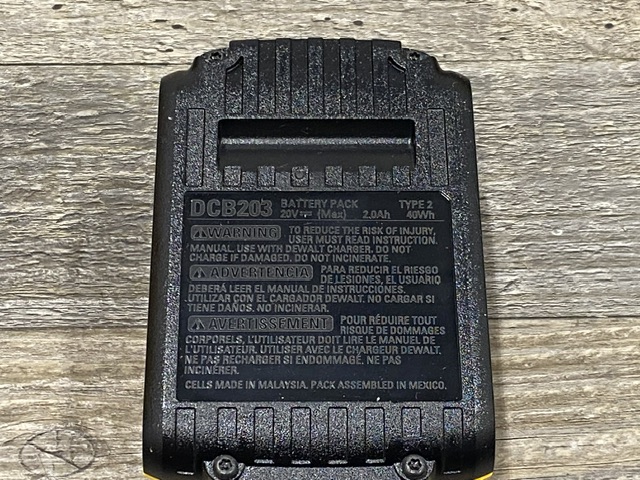 DCB203 BATTERY PACK TYPE 2
20V⎓ (Max) 2.0Ah 40Wh
⚠WARNING TO REDUCE THE RISK OF INJURY,
USER MUST READ INSTRUCTION
MANUAL. USE WITH DEWALT CHARGER. DO NOT
CHARGE IF DAMAGED. DO NOT INCINERATE.
⚠ADVERTENCIA PARA REDUCIR EL RIESGO
DE LESIONES, EL USUARIO
DEBERÁ LEER EL MANUAL DE INSTRUCCIONES.
UTILIZAR CON EL CARGADOR DEWALT. NO CARGAR SI
TIENE DAÑOS. NO INCINERAR.
⚠AVERTISSEMENT POUR RÉDUIRE TOUT
RISQUE DE DOMMAGES
CORPORELS, L'UTILISATEUR DOIT LIRE LE MANUEL DE
L'UTILISATEUR. UTILISER AVEC LE CHARGEUR DEWALT.
NE PAS RECHARGER SI ENDOMMAGÉ. NE PAS
INCINÉRER.
CELLS MADE IN MALAYSIA. PACK ASSEMBLED IN MEXICO.